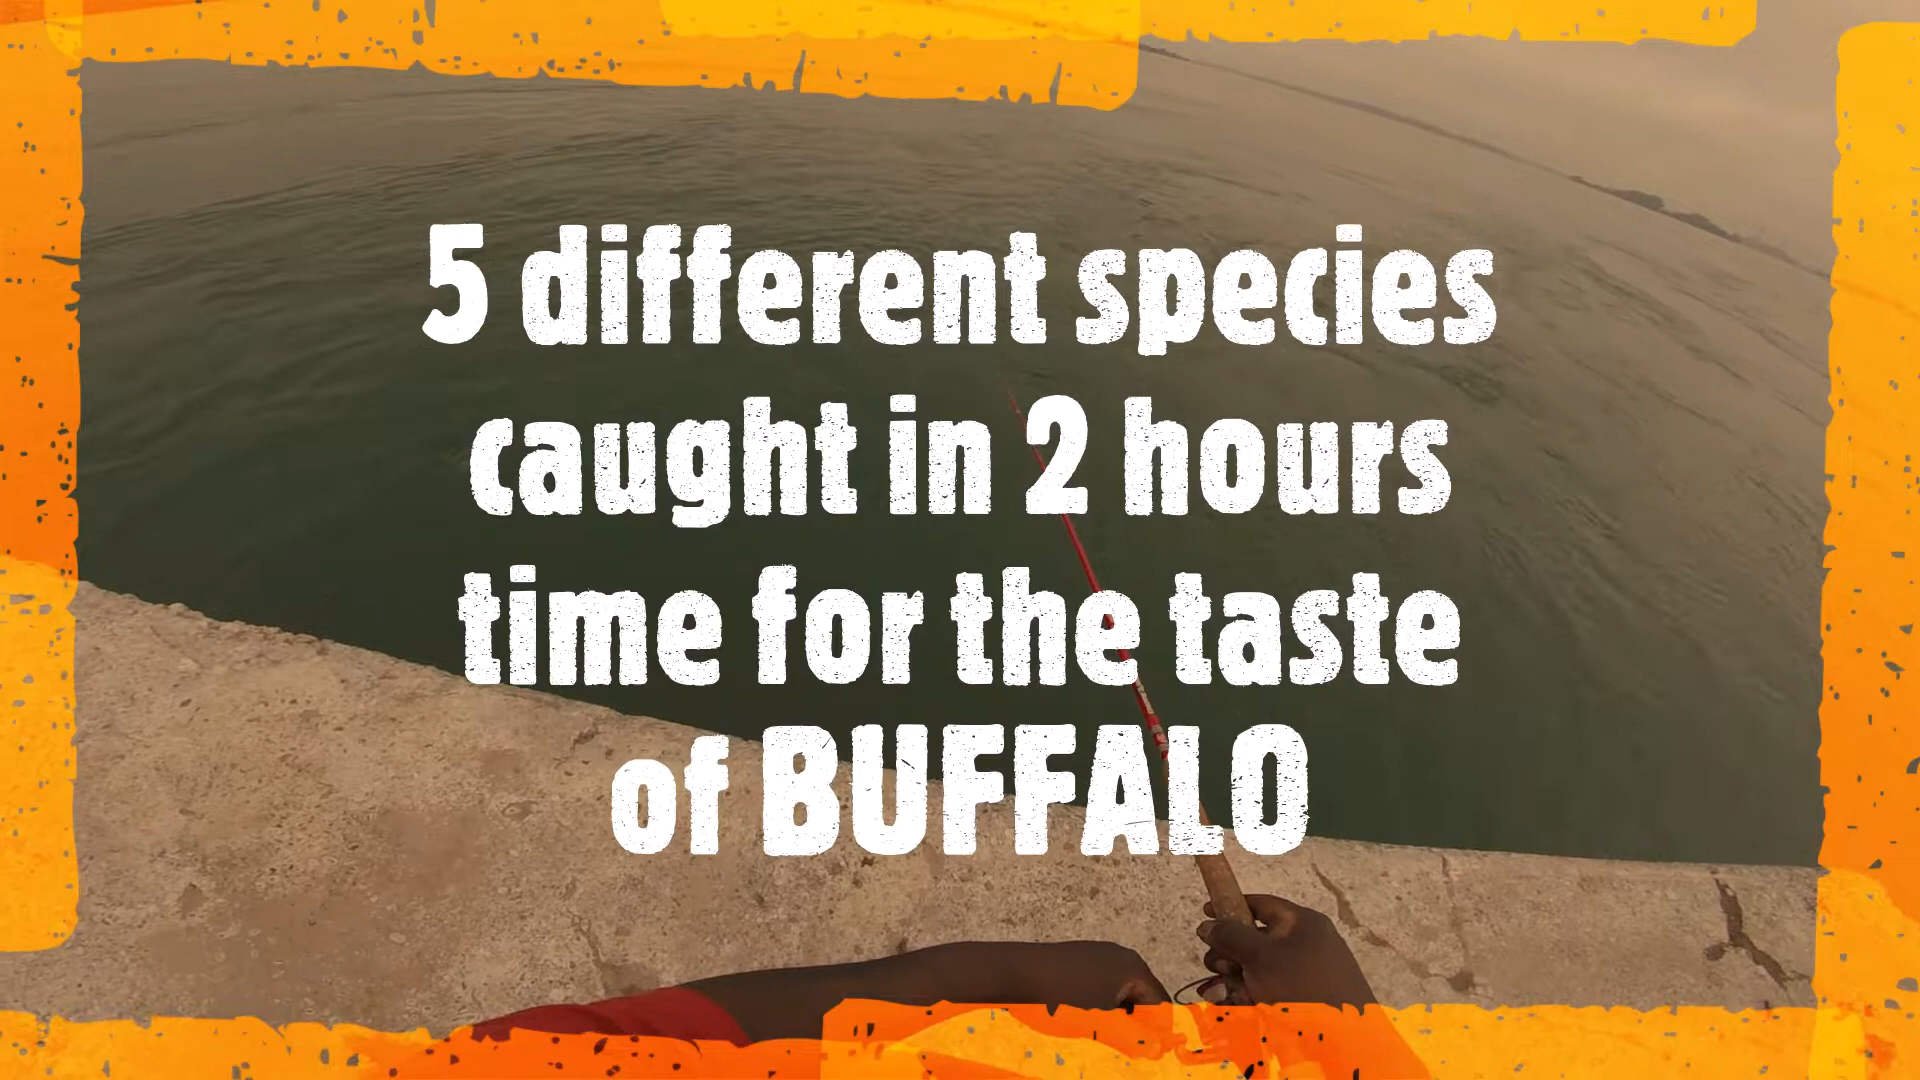 5 different species
caught in 2 hours
time for the taste
of BUFFALO